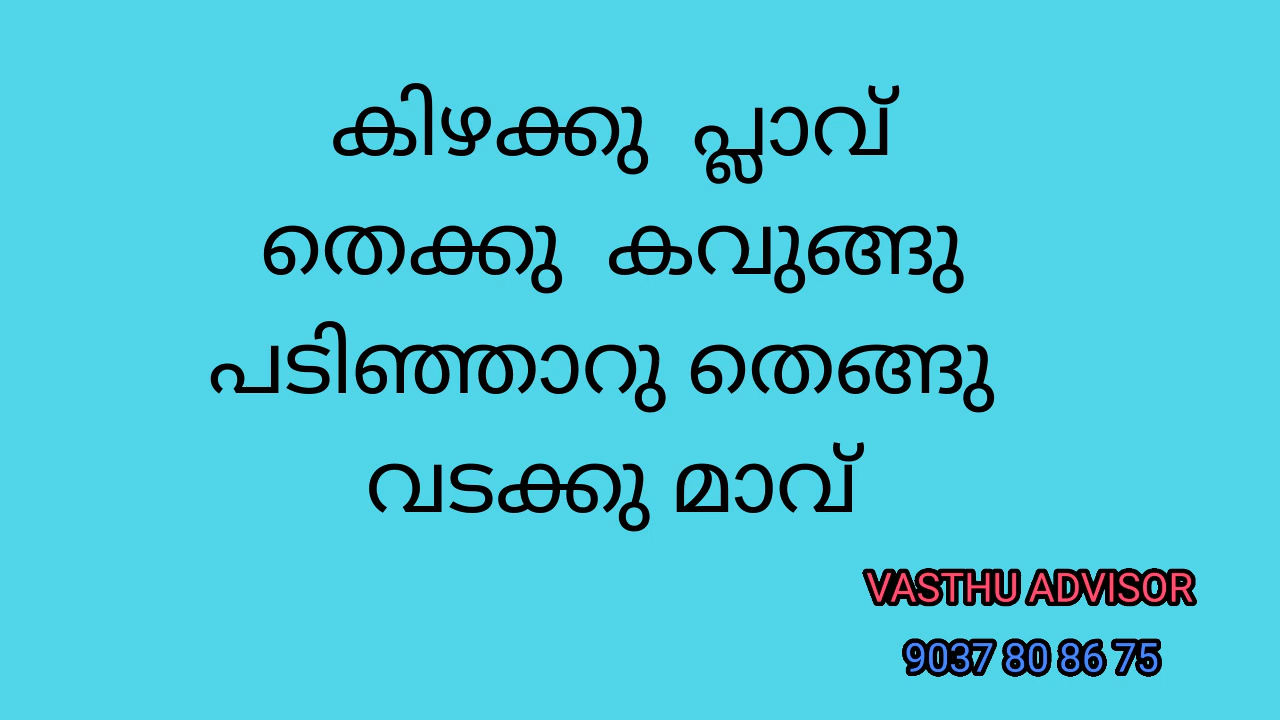 കിഴക്കു പ്ലാവ്
തെക്കു കവുങ്ങു
പടിഞ്ഞാറു തെങ്ങു
വടക്കു മാവ്
VASTHU ADVISOR
9037 80 86 75